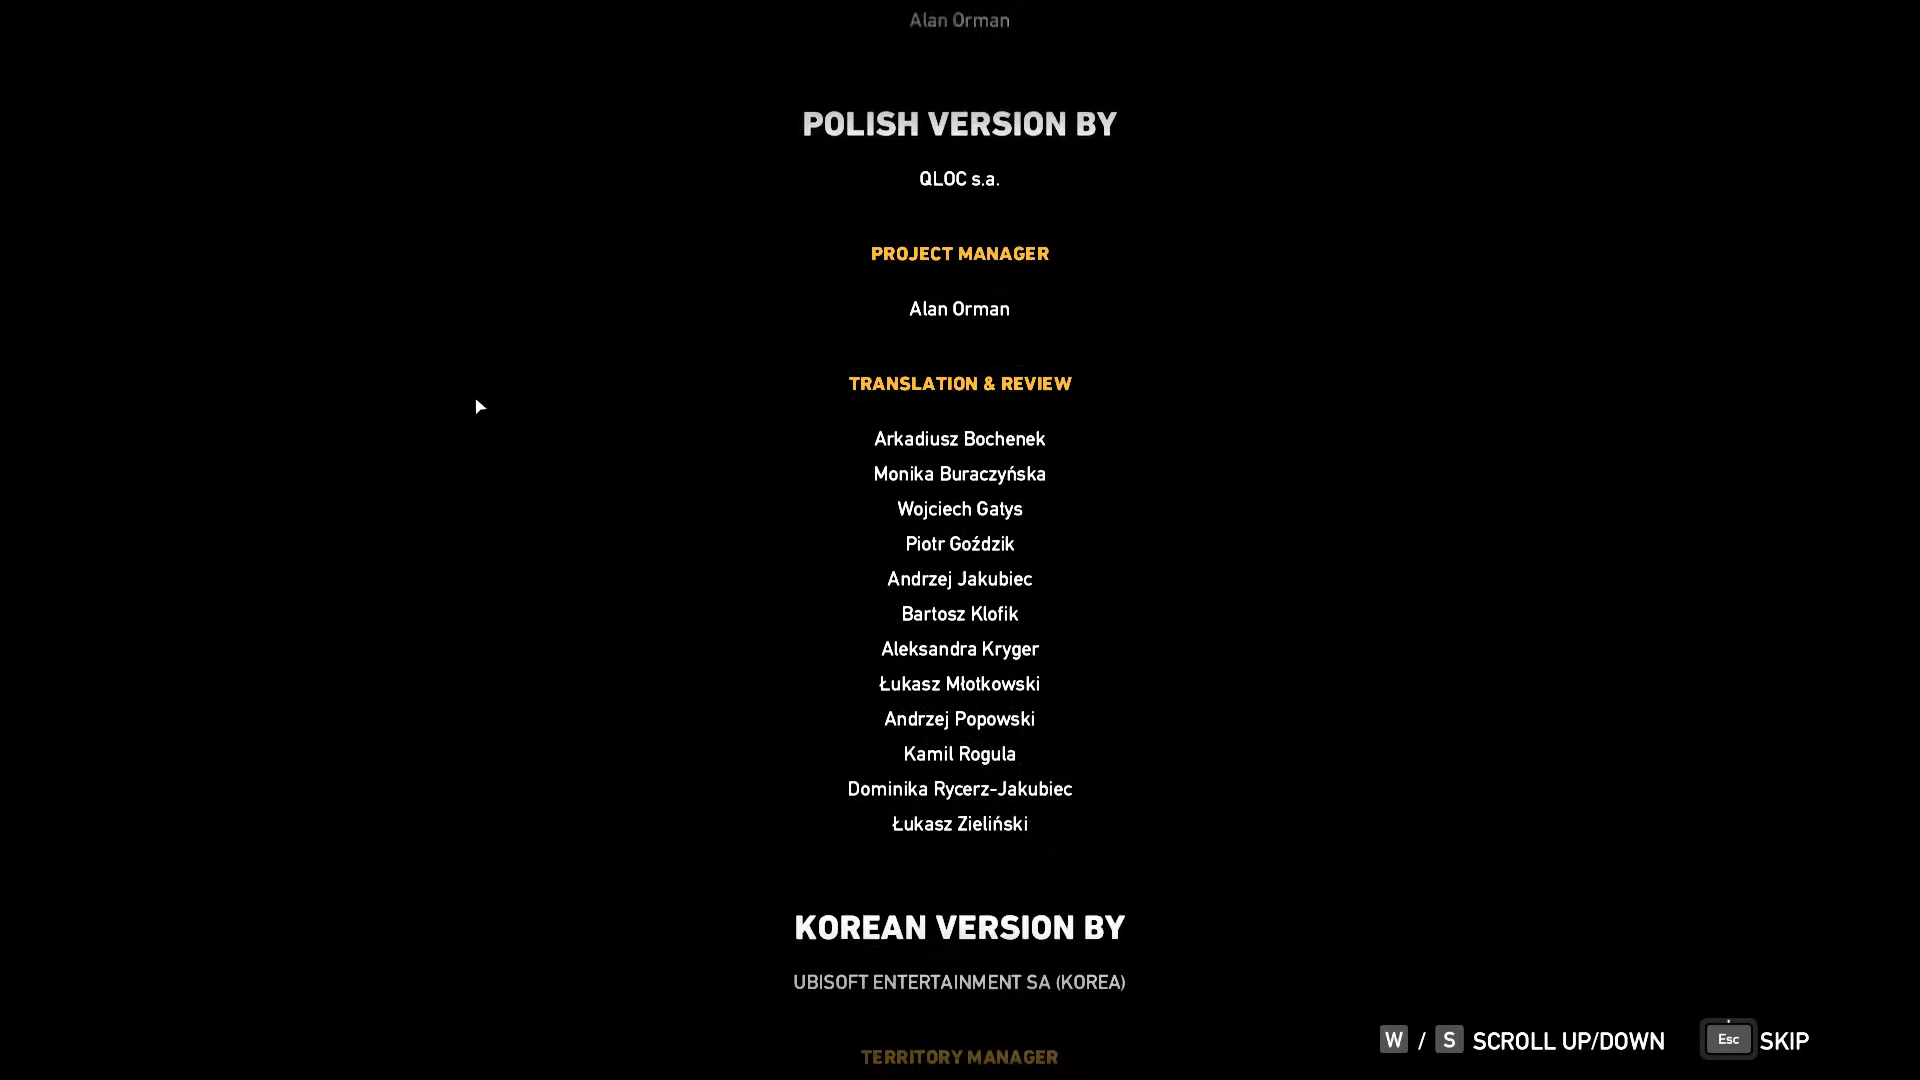 Alan Orman
POLISH VERSION BY
QLOC s.a.
PROJECT MANAGER
Alan Orman
TRANSLATION & REVIEW
Arkadiusz Bochenek
Monika Buraczyńska
Wojciech Gatys
Piotr Goździk
Andrzej Jakubiec
Bartosz Klofik
Aleksandra Kryger
Łukasz Młotkowski
Andrzej Popowski
Kamil Rogula
Dominika Rycerz-Jakubiec
Łukasz Zieliński
KOREAN VERSION BY
UBISOFT ENTERTAINMENT SA (KOREA)
TERRITORY MANAGER
W / S SCROLL UP/DOWN Esc SKIP